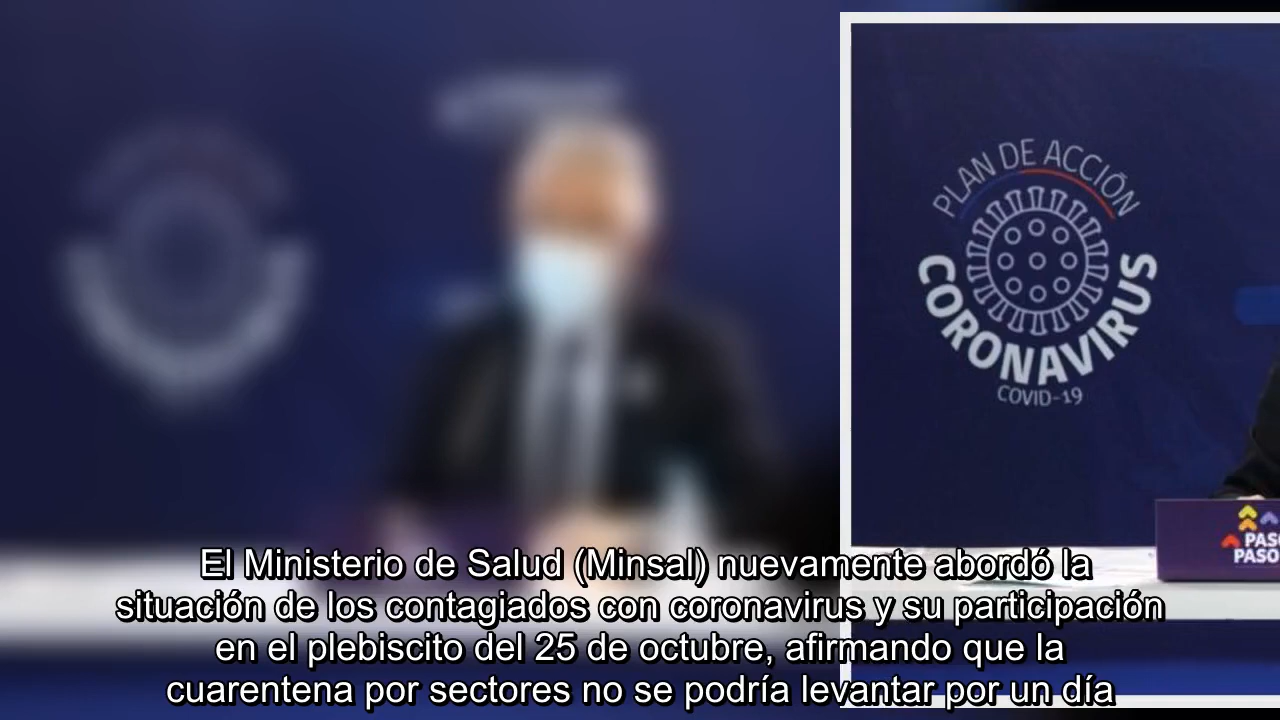 PLAN DE ACCIÓN
CORONAVIRUS
COVID-19
PASO
El Ministerio de Salud (Minsal) nuevamente abordó la
situación de los contagiados con coronavirus y su participación
en el plebiscito del 25 de octubre, afirmando que la
cuarentena por sectores no se podría levantar por un día